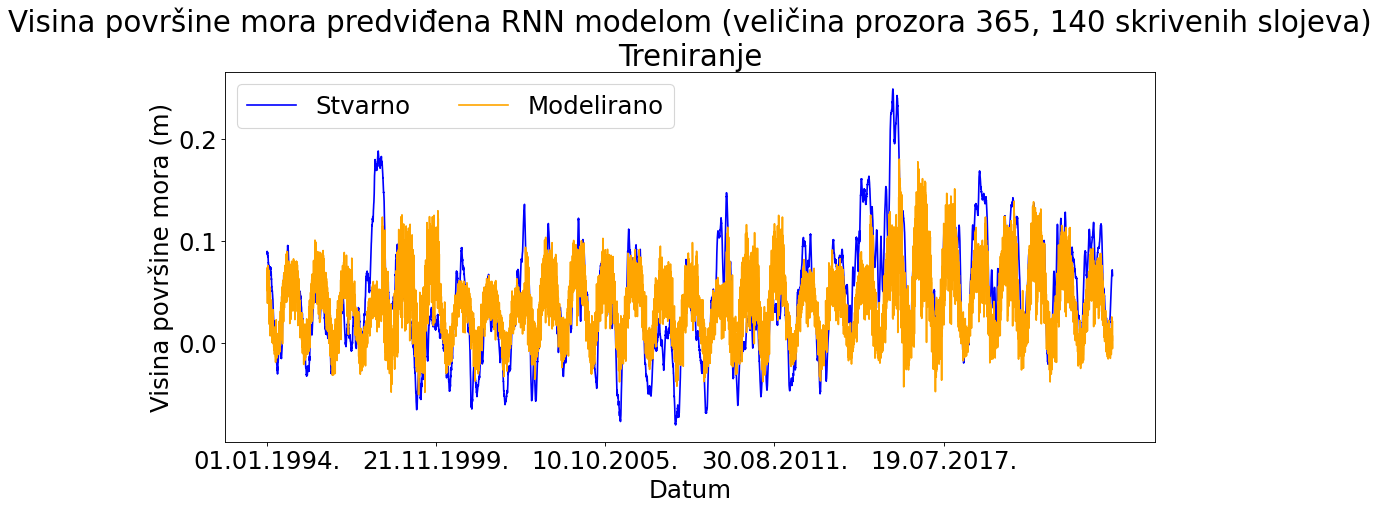 Visina površine mora predviđena RNN modelom (veličina prozora 365, 140 skrivenih slojeva)
Treniranje
Stvarno
Modelirano
Visina površine mora (m)
0.2
0.1
0.0
01.01.1994.
21.11.1999.
10.10.2005.
30.08.2011.
19.07.2017.
Datum